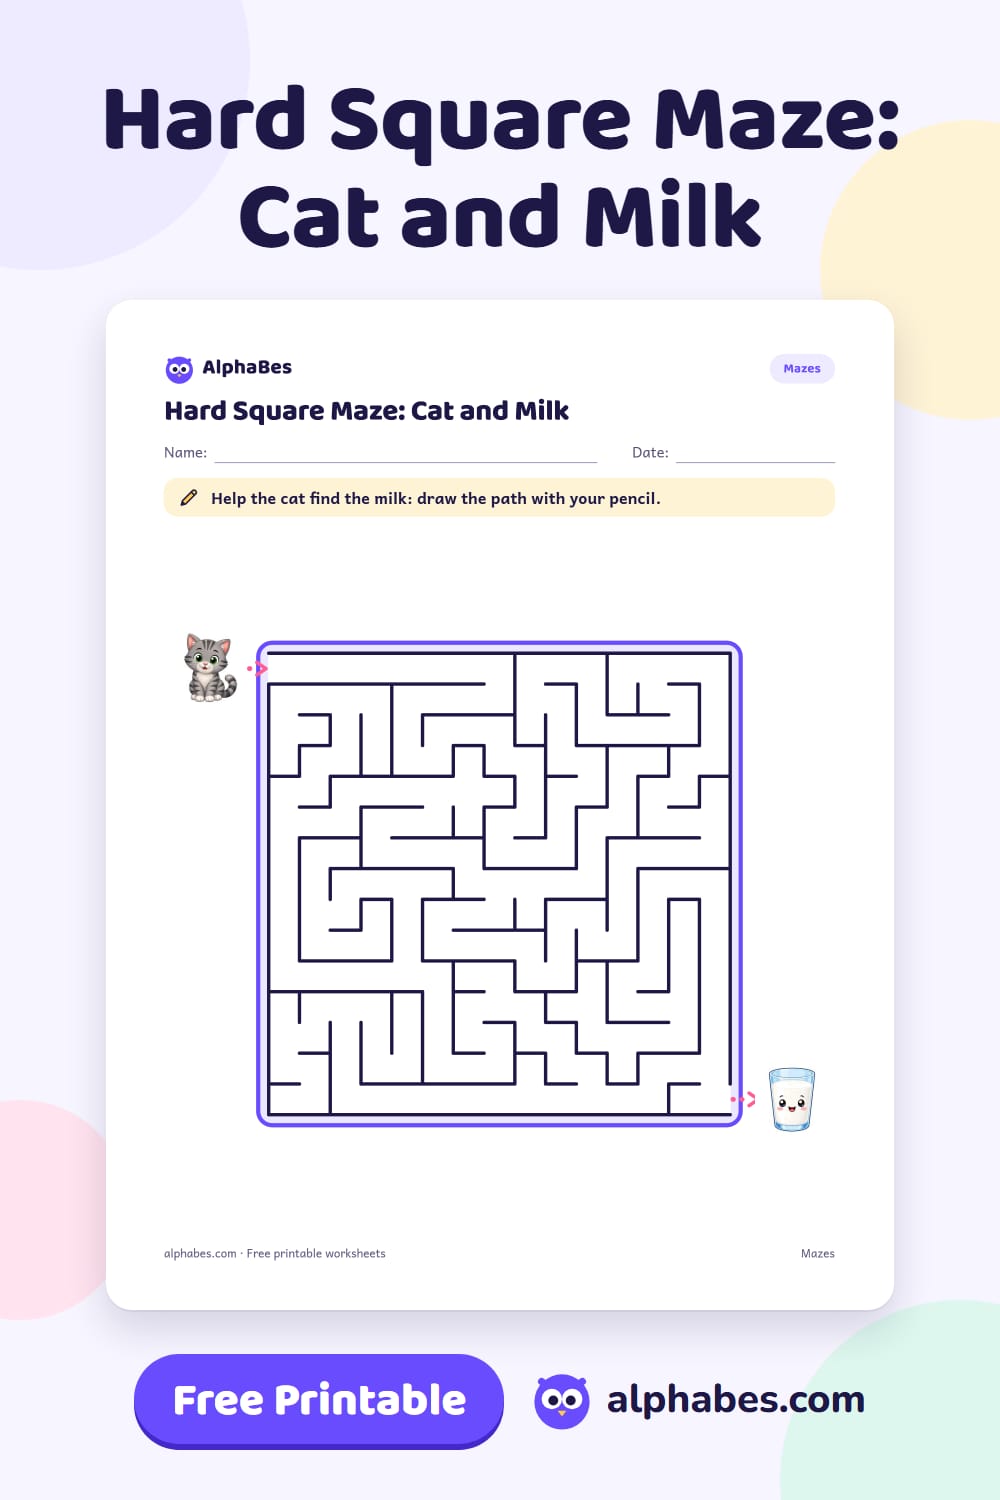 Hard Square Maze:
Cat and Milk
AlphaBes
Mazes
Hard Square Maze: Cat and Milk
Name:
Date:
Help the cat find the milk: draw the path with your pencil.
alphabes.com · Free printable worksheets
Mazes
Free Printable
alphabes.com